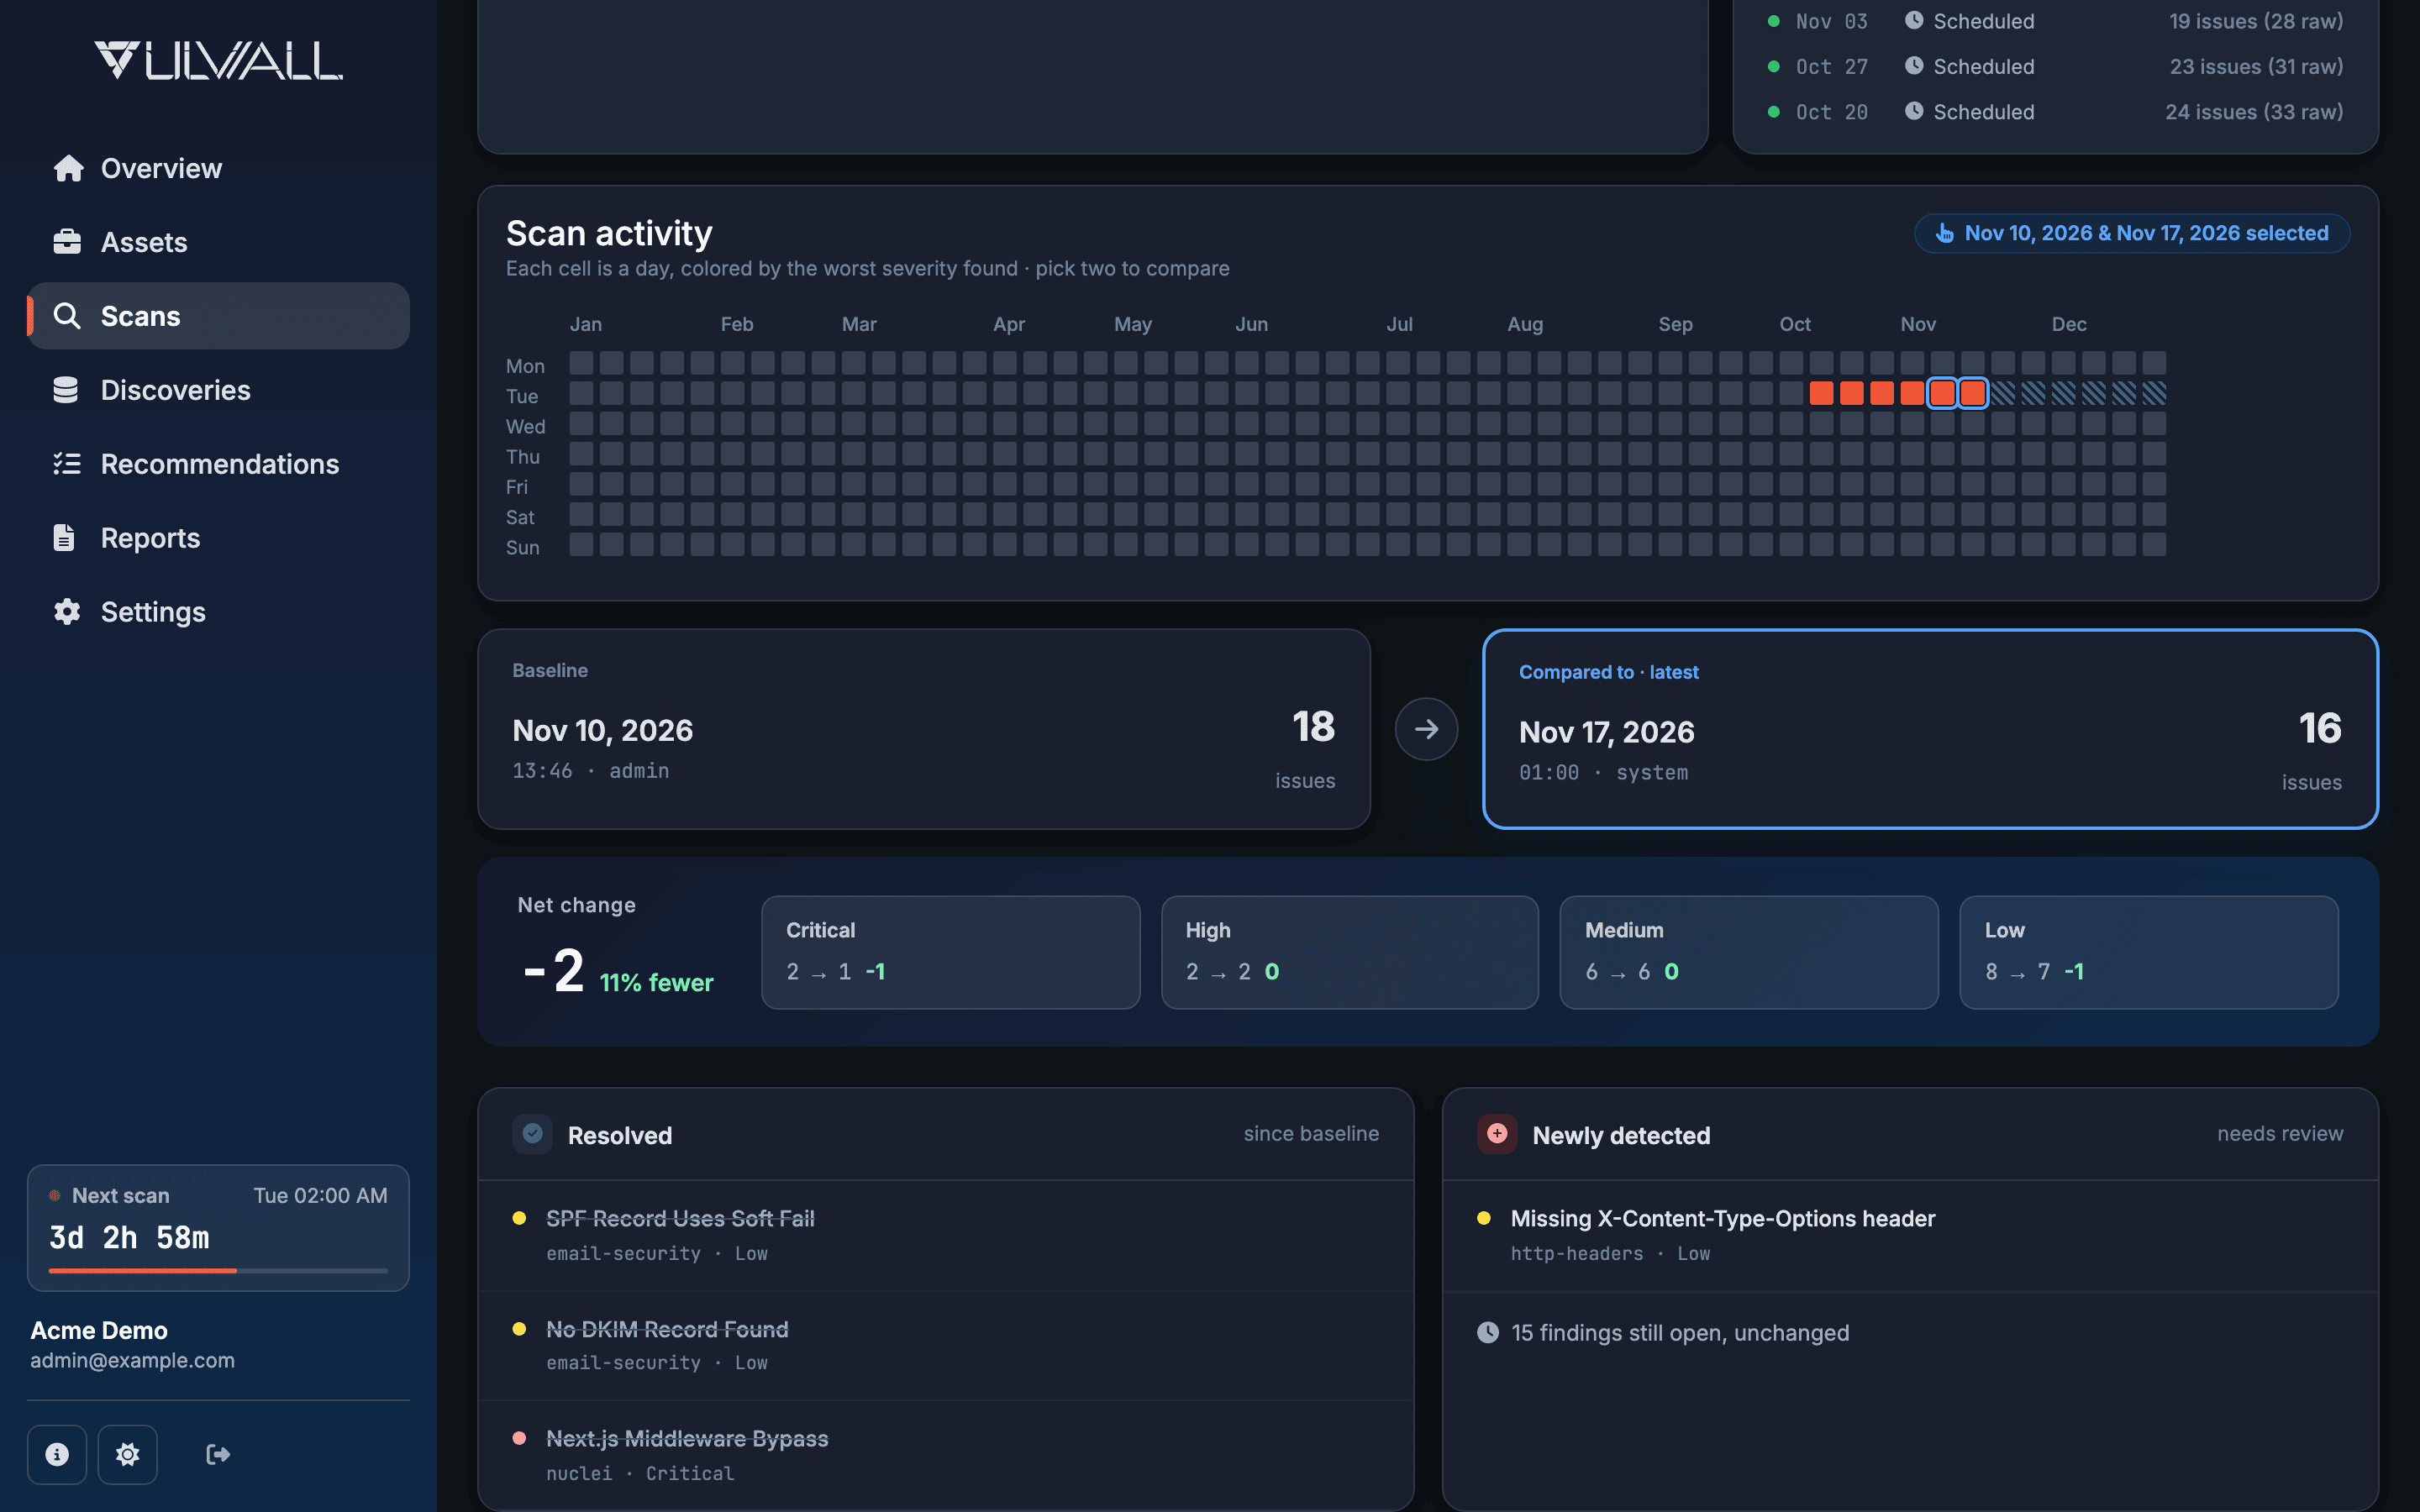 VULVALL
Overview
Assets
Scans
Discoveries
Recommendations
Reports
Settings
Next scan Tue 02:00 AM
3d 2h 58m
Acme Demo
admin@example.com
Nov 03 Scheduled 19 issues (28 raw)
Oct 27 Scheduled 23 issues (31 raw)
Oct 20 Scheduled 24 issues (33 raw)
Scan activity
Nov 10, 2026 & Nov 17, 2026 selected
Each cell is a day, colored by the worst severity found · pick two to compare
Jan Feb Mar Apr May Jun Jul Aug Sep Oct Nov Dec
Mon
Tue
Wed
Thu
Fri
Sat
Sun
Baseline
Nov 10, 2026
13:46 · admin
18
issues
Compared to · latest
Nov 17, 2026
01:00 · system
16
issues
Net change
-2 11% fewer
Critical
2 → 1 -1
High
2 → 2 0
Medium
6 → 6 0
Low
8 → 7 -1
Resolved since baseline
SPF Record Uses Soft Fail
email-security · Low
No DKIM Record Found
email-security · Low
Next.js Middleware Bypass
nuclei · Critical
Newly detected needs review
Missing X-Content-Type-Options header
http-headers · Low
15 findings still open, unchanged